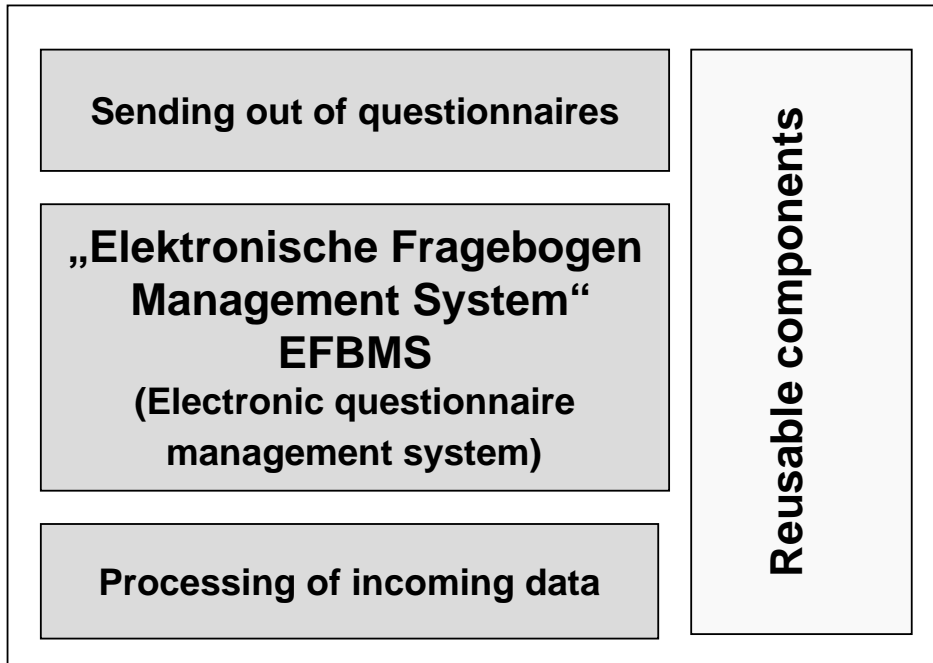 Sending out of questionnaires
„Elektronische Fragebogen
Management System“
EFBMS
(Electronic questionnaire
management system)
Processing of incoming data
Reusable components